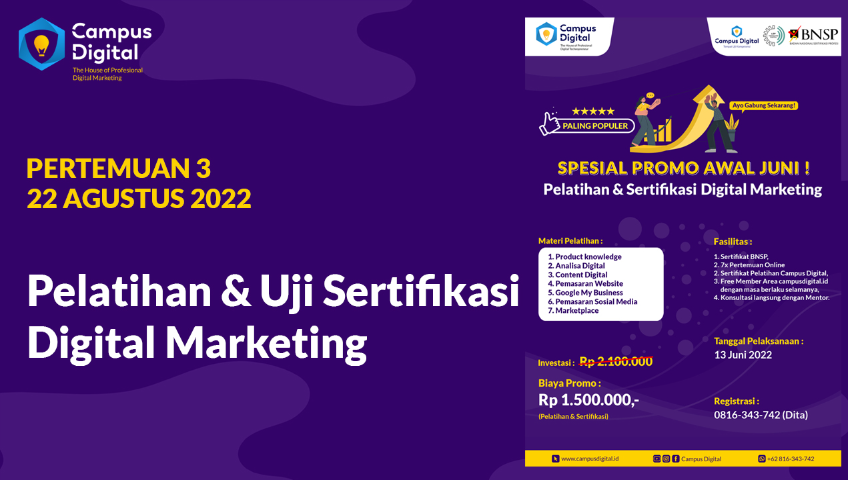 Campus
Digital
The House of Profesional
Digital Marketing
PERTEMUAN 3
22 AGUSTUS 2022
Pelatihan & Uji Sertifikasi
Digital Marketing
Campus
Digital
The House of Profesional
Campus Digital
BNSP
Ayo Gabung Sekarang!
PALING POPULER
SPESIAL PROMO AWAL JUNI !
Pelatihan & Sertifikasi Digital Marketing
Materi Pelatihan :
1. Product knowledge
2. Analisa Digital
3. Content Digital
4. Pemasaran Website
5. Google My Business
6. Pemasaran Sosial Media
7. Marketplace
Fasilitas :
1. Sertifikat BNSP,
2. 7x Pertemuan Online
2. Sertifikat Pelatihan Campus Digital,
3. Free Member Area campusdigital.id
dengan masa berlaku selamanya,
4. Konsultasi langsung dengan Mentor.
Investasi : Rp 2.100.000
Biaya Promo :
Rp 1.500.000,-
(Pelatihan & Sertifikasi)
Tanggal Pelaksanaan :
13 Juni 2022
Registrasi :
0816-343-742 (Dita)
www.campusdigital.id
Campus Digital
+62 816-343-742